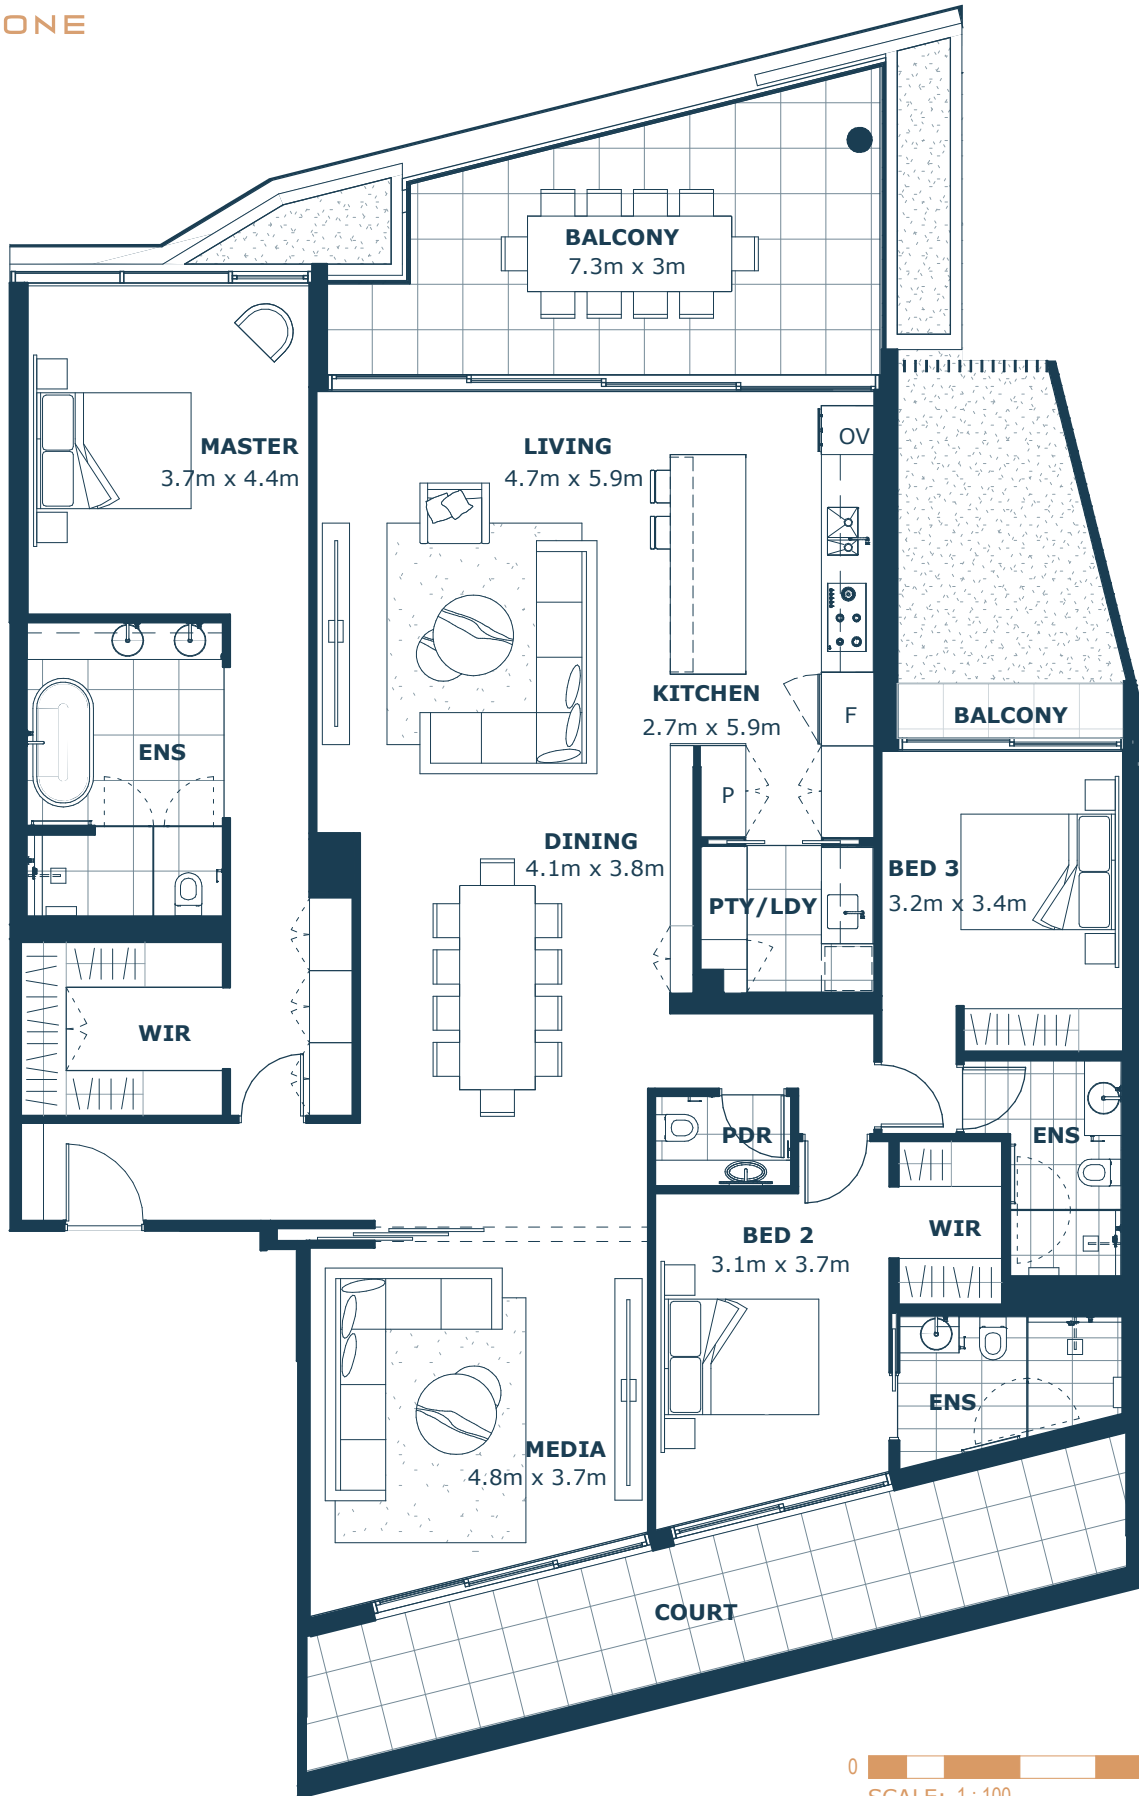 ONE
BALCONY
7.3m x 3m
MASTER
3.7m x 4.4m
LIVING
4.7m x 5.9m
OV
KITCHEN
2.7m x 5.9m
F
BALCONY
ENS
P
DINING
4.1m x 3.8m
BED 3
3.2m x 3.4m
PTY/LDY
WIR
PDR
ENS
BED 2
3.1m x 3.7m
WIR
ENS
MEDIA
4.8m x 3.7m
COURT
0
SCALE: 1 : 100